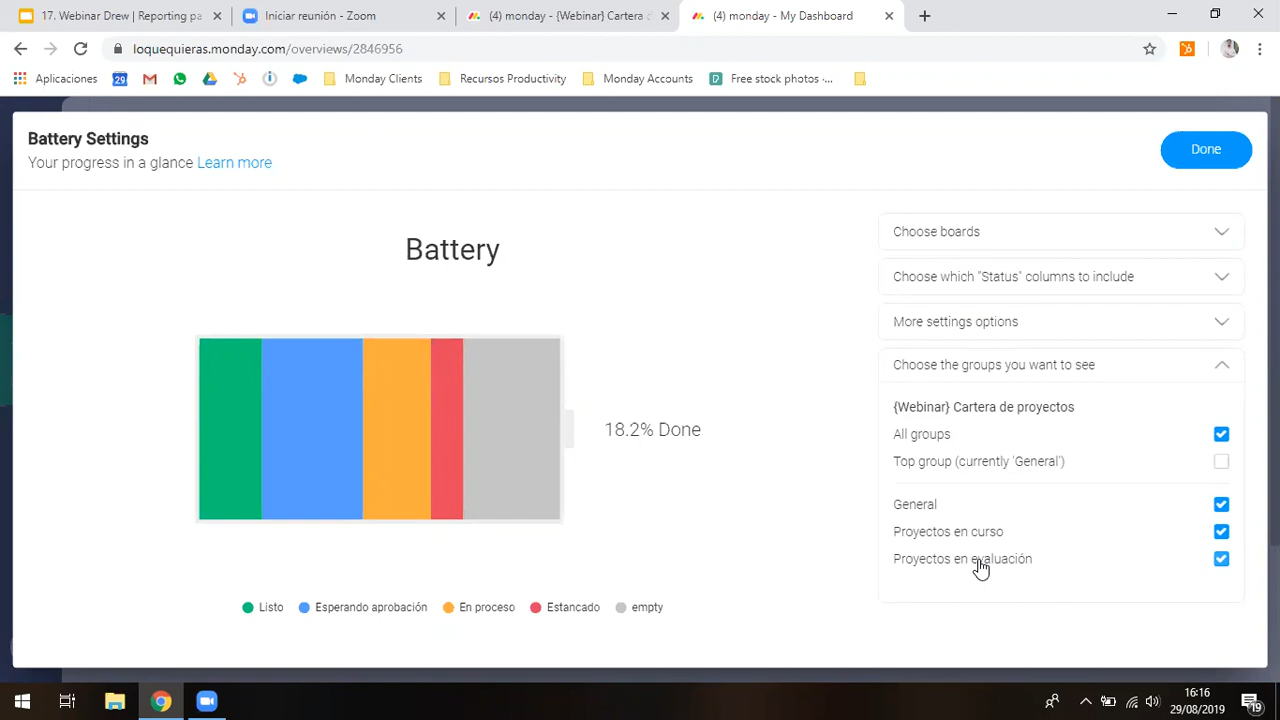 17. Webinar Drew | Reporting pa
Iniciar reunión - Zoom
(4) monday - {Webinar} Cartera d
(4) monday - My Dashboard
loquequieras.monday.com/overviews/2846956
Aplicaciones
29
Monday Clients
Recursos Productivity
Monday Accounts
Free stock photos · ...
Battery Settings
Your progress in a glance Learn more
Done
Battery
18.2% Done
Listo
Esperando aprobación
En proceso
Estancado
empty
Choose boards
Choose which "Status" columns to include
More settings options
Choose the groups you want to see
{Webinar} Cartera de proyectos
All groups
Top group (currently 'General')
General
Proyectos en curso
Proyectos en evaluación
16:16
29/08/2019
19